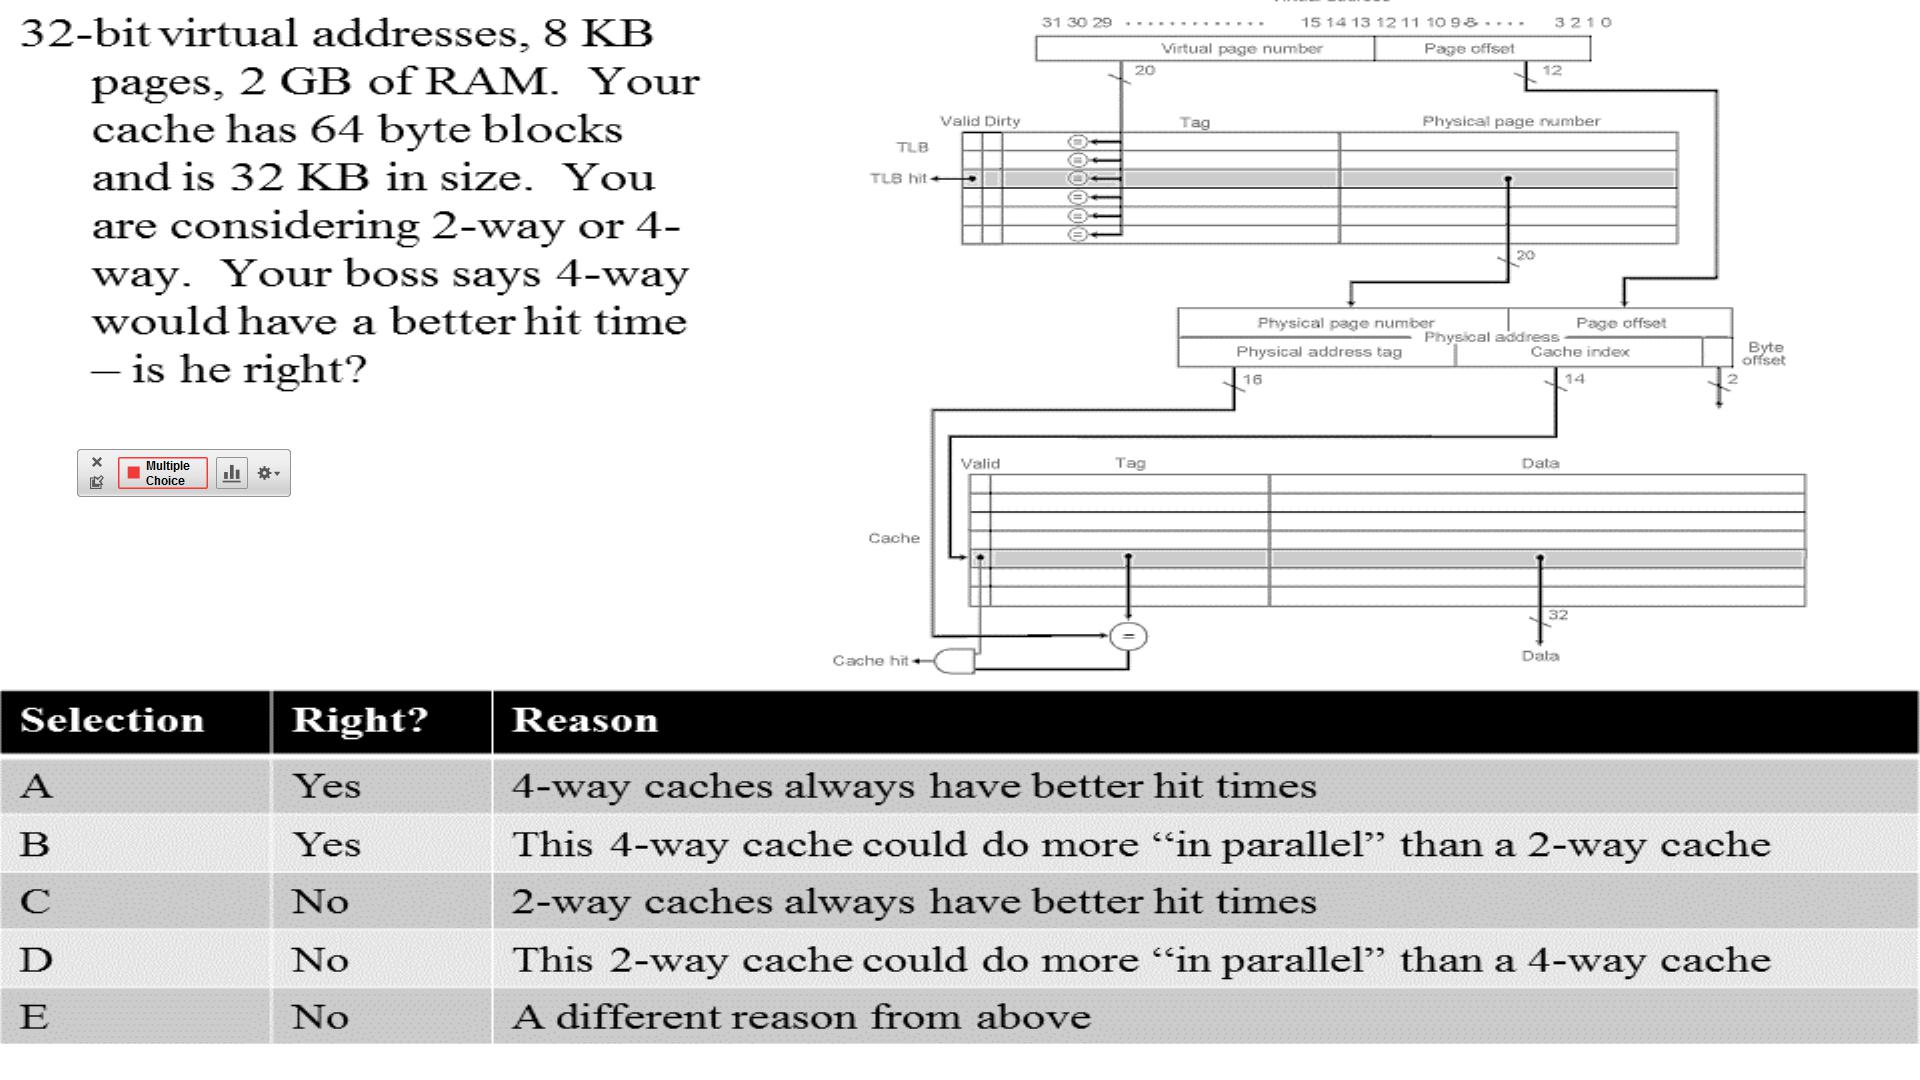 32-bit virtual addresses, 8 KB
pages, 2 GB of RAM. Your
cache has 64 byte blocks
and is 32 KB in size. You
are considering 2-way or 4-
way. Your boss says 4-way
would have a better hit time
– is he right?
Multiple
Choice
31 30 29 · · · · · · · · · · · · · 15 14 13 12 11 10 9 8 · · · · · 3 2 1 0
Virtual page number Page offset
20 12
Valid Dirty Tag Physical page number
TLB
TLB hit
=
=
=
=
=
=
20
Physical page number Page offset
Physical address
Physical address tag Cache index Byte
offset
16 14 2
Valid Tag Data
Cache
32
=
Data
Cache hit
Selection Right? Reason
A Yes 4-way caches always have better hit times
B Yes This 4-way cache could do more “in parallel” than a 2-way cache
C No 2-way caches always have better hit times
D No This 2-way cache could do more “in parallel” than a 4-way cache
E No A different reason from above